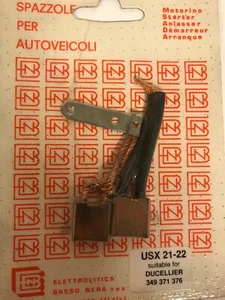 SPAZZOLE
PER
AUTOVEICOLI
Motorino
Stärter
Anlasser
Démarreur
Arranque
USX 21-22
suitable for
DUCELLIER
349 371 376
ELETTROLITICA
BASSO NERA spa